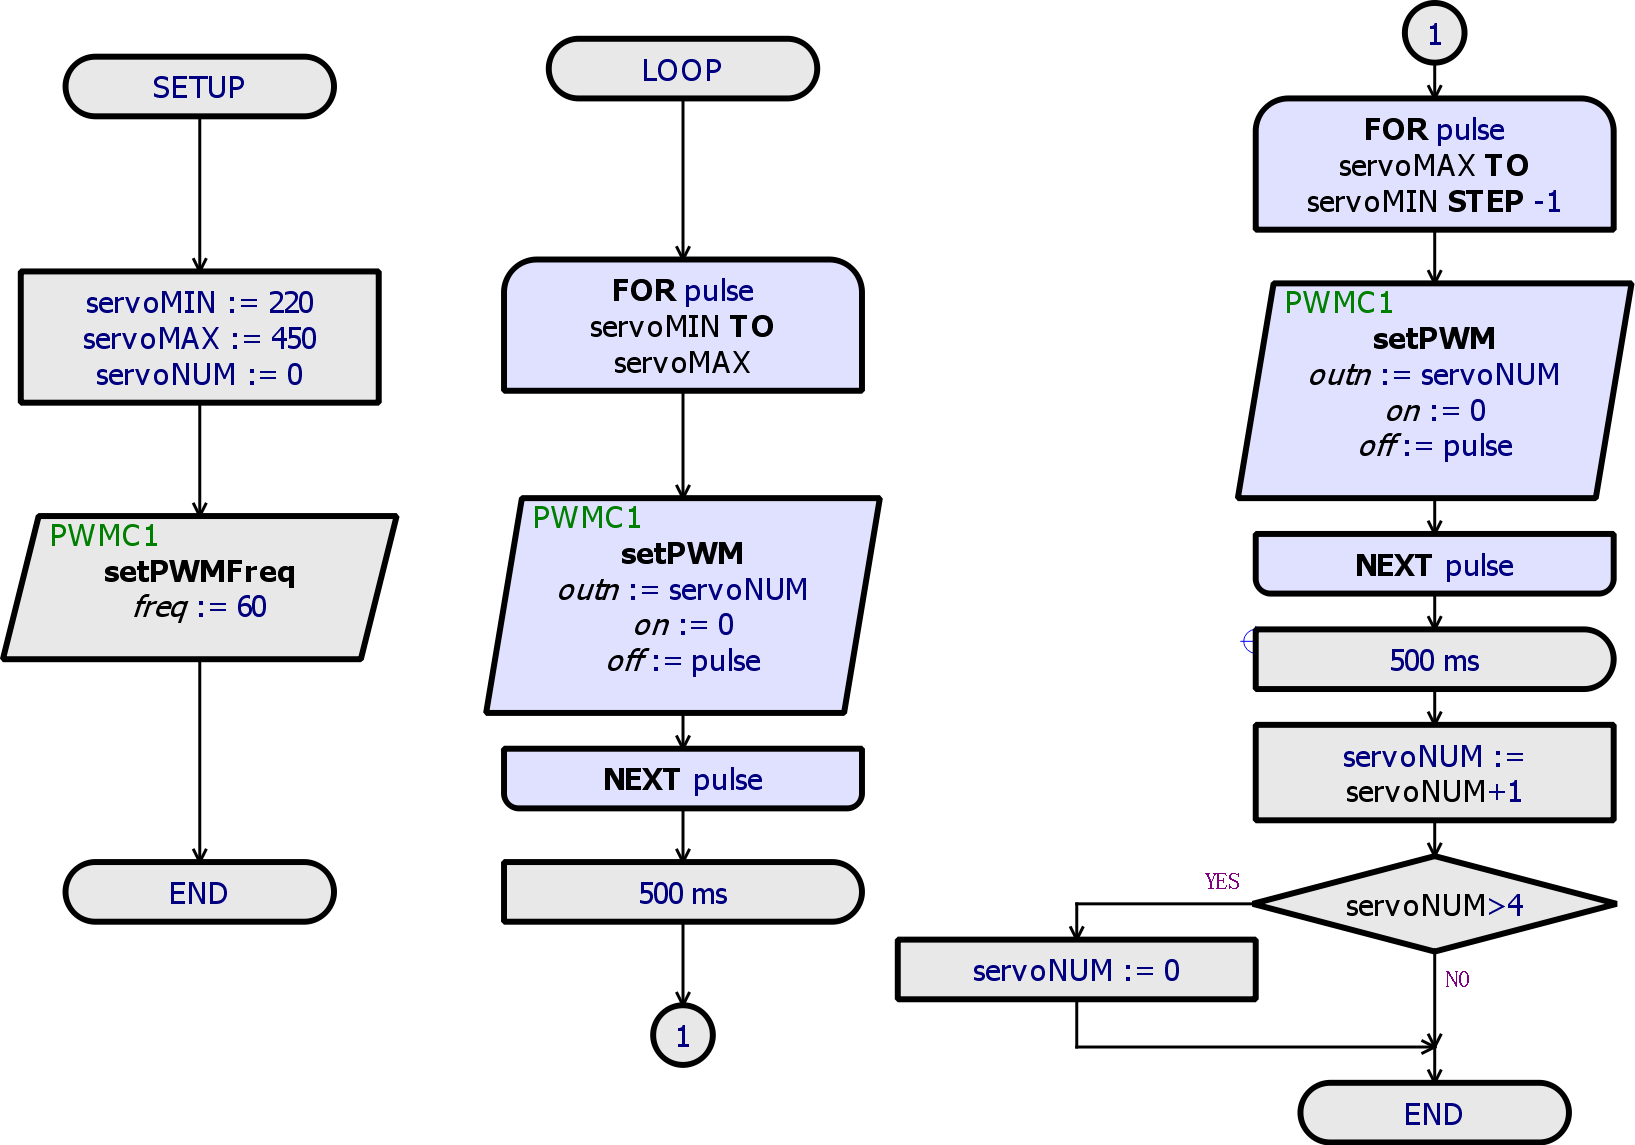 SETUP
servoMIN := 220
servoMAX := 450
servoNUM := 0
PWMC1
setPWMFreq
freq := 60
END
LOOP
FOR pulse
servoMIN TO
servoMAX
PWMC1
setPWM
outn := servoNUM
on := 0
off := pulse
NEXT pulse
500 ms
1
1
FOR pulse
servoMAX TO
servoMIN STEP -1
PWMC1
setPWM
outn := servoNUM
on := 0
off := pulse
NEXT pulse
500 ms
servoNUM :=
servoNUM+1
servoNUM>4
YES
servoNUM := 0
NO
END